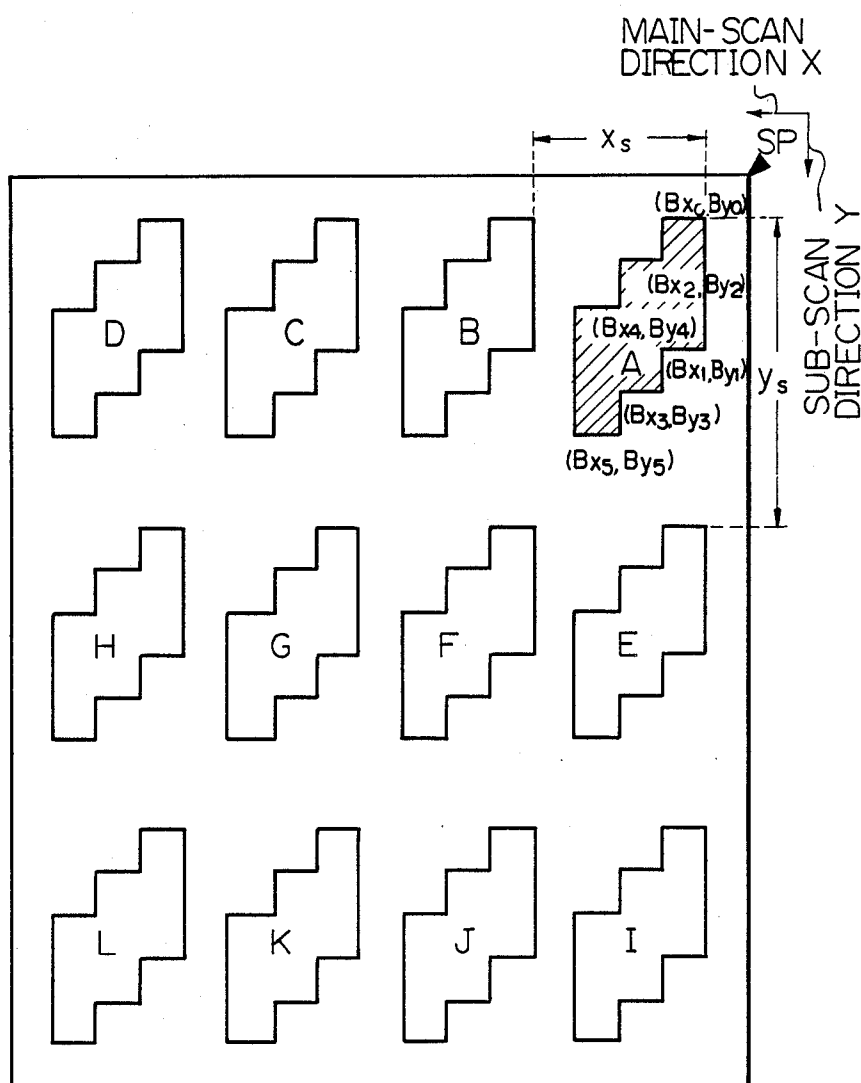 MAIN-SCAN
DIRECTION X
xs
SP
SUB-SCAN
DIRECTION Y
(Bx0,By0)
(Bx2,By2)
D
C
B
(Bx4,By4)
A
(Bx1,By1)
ys
(Bx3,By3)
(Bx5,By5)
H
G
F
E
L
K
J
I